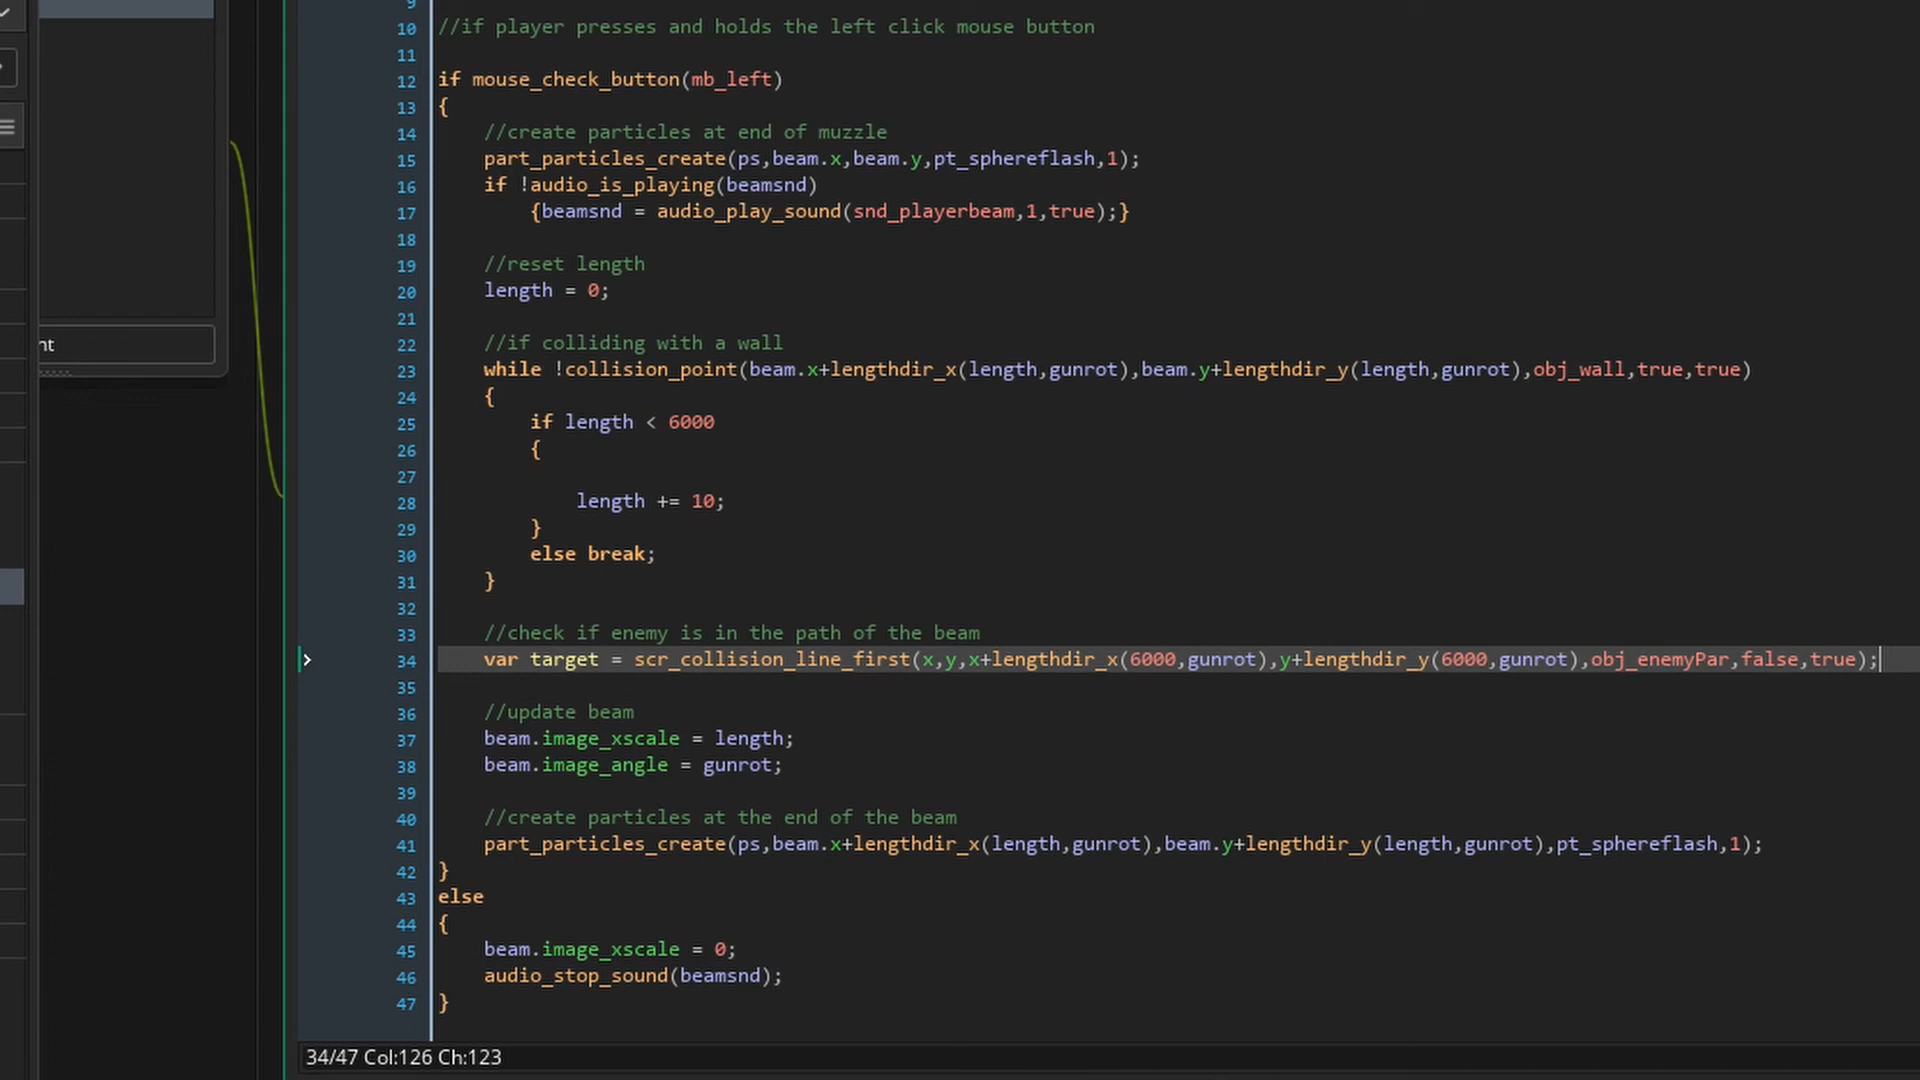 9
10 //if player presses and holds the left click mouse button
11
12 if mouse_check_button(mb_left)
13 {
14 //create particles at end of muzzle
15 part_particles_create(ps,beam.x,beam.y,pt_sphereflash,1);
16 if !audio_is_playing(beamsnd)
17 {beamsnd = audio_play_sound(snd_playerbeam,1,true);}
18
19 //reset length
20 length = 0;
21
22 //if colliding with a wall
nt
23 while !collision_point(beam.x+lengthdir_x(length,gunrot),beam.y+lengthdir_y(length,gunrot),obj_wall,true,true)
24 {
25 if length < 6000
26 {
27
28 length += 10;
29 }
30 else break;
31 }
32
33 //check if enemy is in the path of the beam
34 var target = scr_collision_line_first(x,y,x+lengthdir_x(6000,gunrot),y+lengthdir_y(6000,gunrot),obj_enemyPar,false,true);
35
36 //update beam
37 beam.image_xscale = length;
38 beam.image_angle = gunrot;
39
40 //create particles at the end of the beam
41 part_particles_create(ps,beam.x+lengthdir_x(length,gunrot),beam.y+lengthdir_y(length,gunrot),pt_sphereflash,1);
42 }
43 else
44 {
45 beam.image_xscale = 0;
46 audio_stop_sound(beamsnd);
47 }
34/47 Col:126 Ch:123